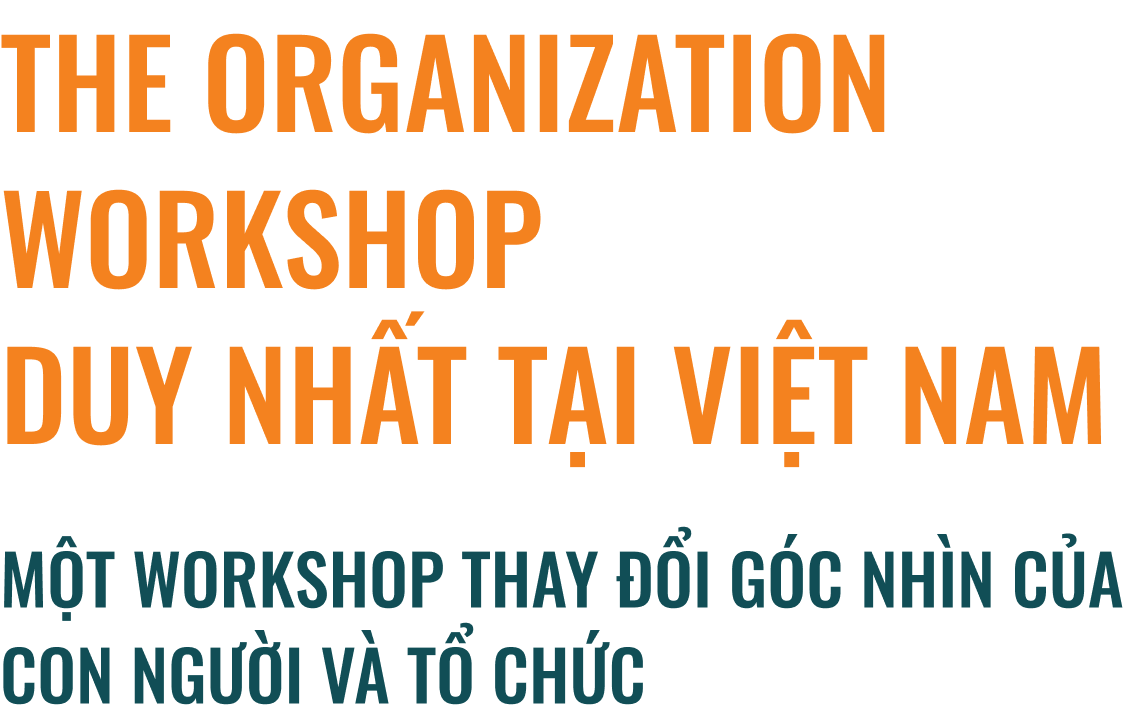 THE ORGANIZATION
WORKSHOP
DUY NHẤT TẠI VIỆT NAM
MỘT WORKSHOP THAY ĐỔI GÓC NHÌN CỦA
CON NGƯỜI VÀ TỔ CHỨC